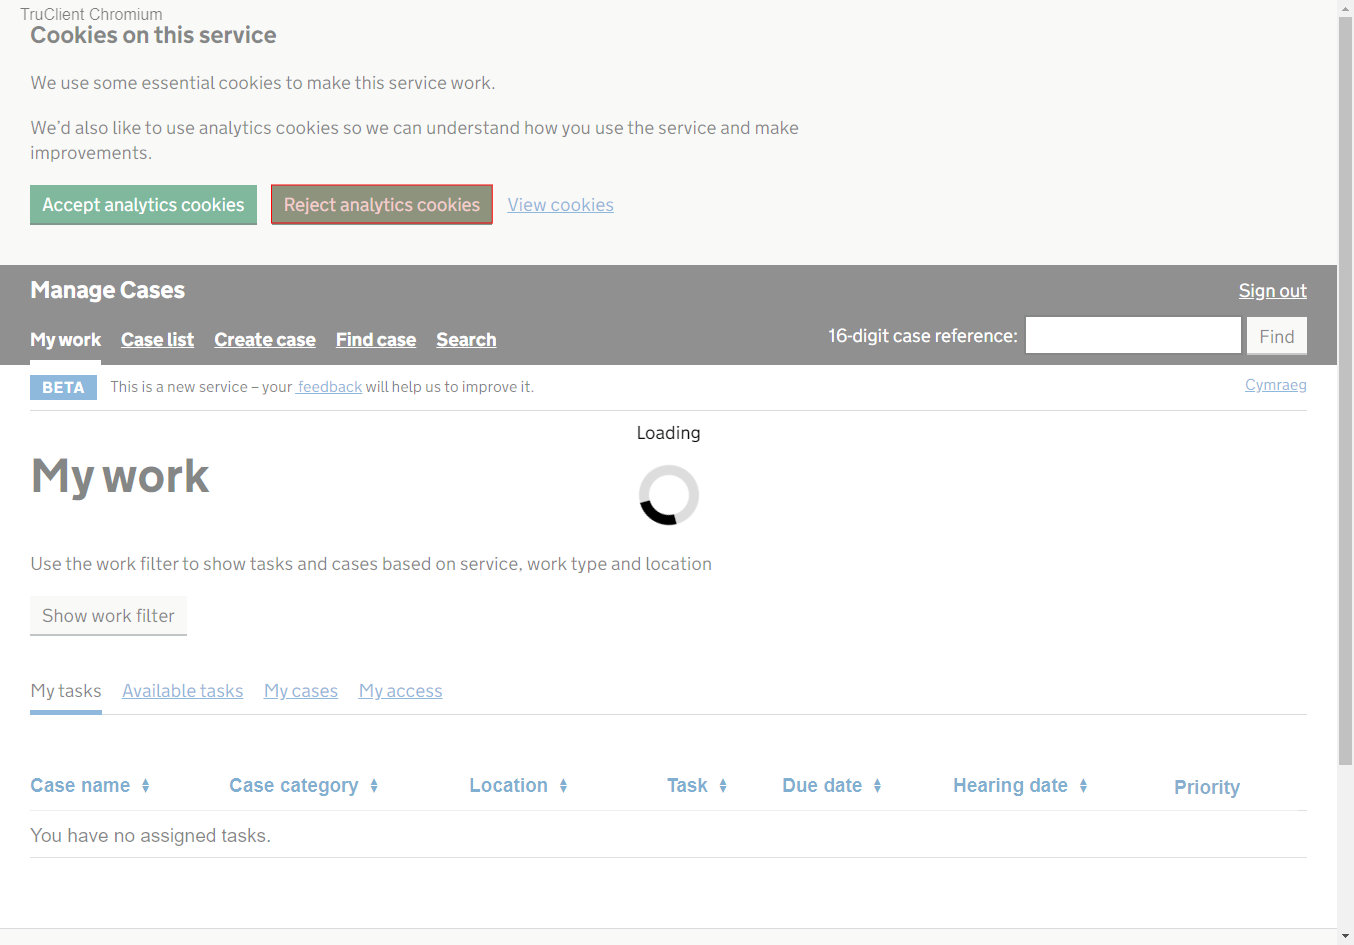 TruClient Chromium
Cookies on this service
We use some essential cookies to make this service work.
We'd also like to use analytics cookies so we can understand how you use the service and make
improvements.
Accept analytics cookies Reject analytics cookies View cookies
Manage Cases Sign out
My work Case list Create case Find case Search 16-digit case reference: Find
BETA This is a new service – your feedback will help us to improve it. Cymraeg
Loading
My work
Use the work filter to show tasks and cases based on service, work type and location
Show work filter
My tasks Available tasks My cases My access
Case name Case category Location Task Due date Hearing date Priority
You have no assigned tasks.